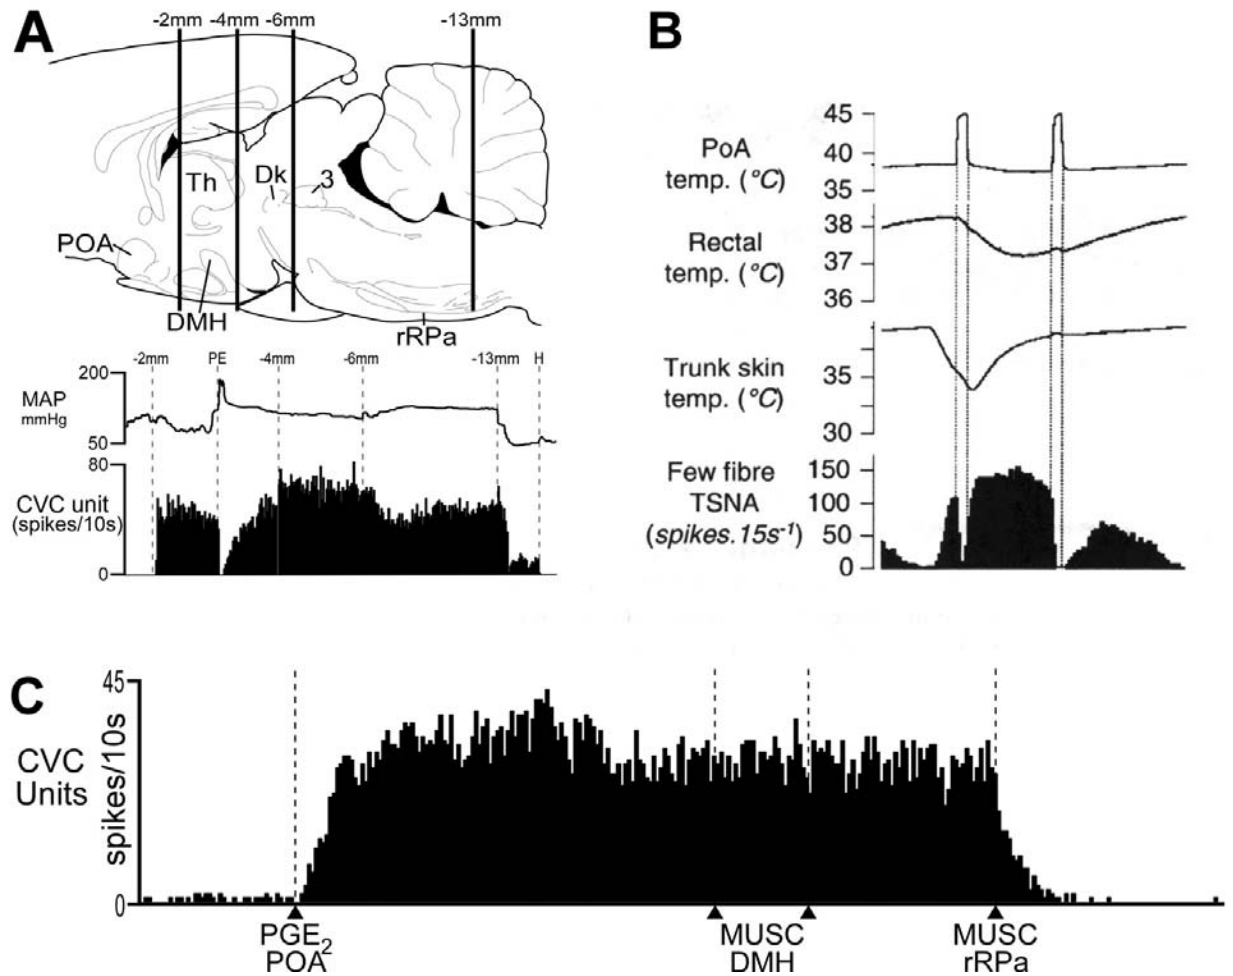 A
-2mm -4mm -6mm -13mm
Th
Dk
3
POA
DMH
rRPa
-2mm PE -4mm -6mm -13mm H
MAP
mmHg
200
50
CVC unit
(spikes/10s)
80
0
B
PoA
temp. (°C)
45
40
35
Rectal
temp. (°C)
38
37
36
Trunk skin
temp. (°C)
35
30
Few fibre
TSNA
(spikes.15s-1)
150
100
50
0
C
CVC
Units
spikes/10s
45
0
PGE2
POA
MUSC
DMH
MUSC
rRPa